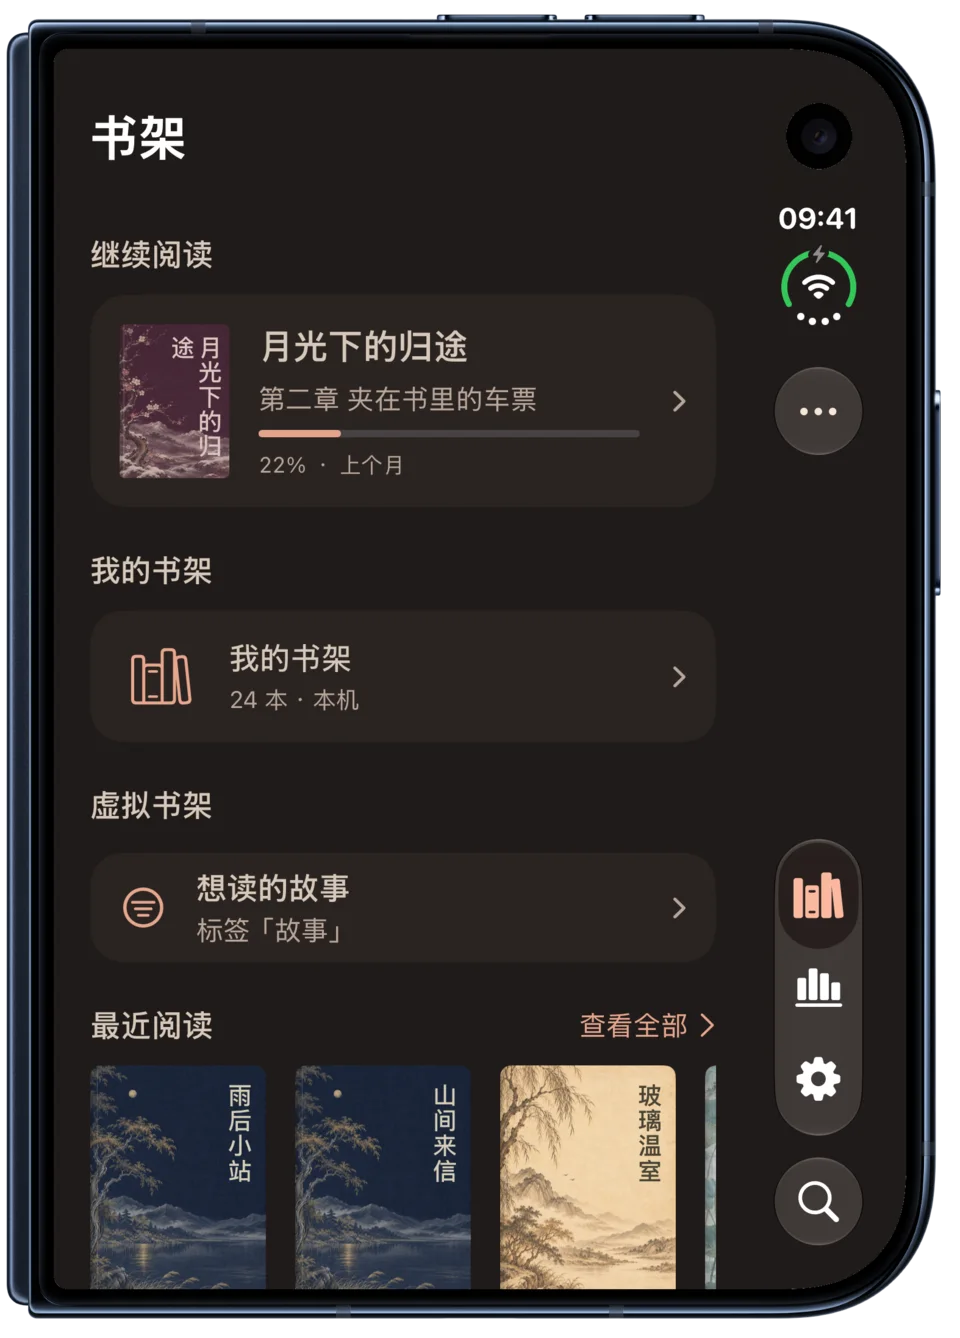 书架
09:41
继续阅读
月光下的归途
月光下的归途
第二章 夹在书里的车票
22% · 上个月
我的书架
我的书架
24 本 · 本机
虚拟书架
想读的故事
标签「故事」
最近阅读
查看全部
雨后小站
山间来信
玻璃温室